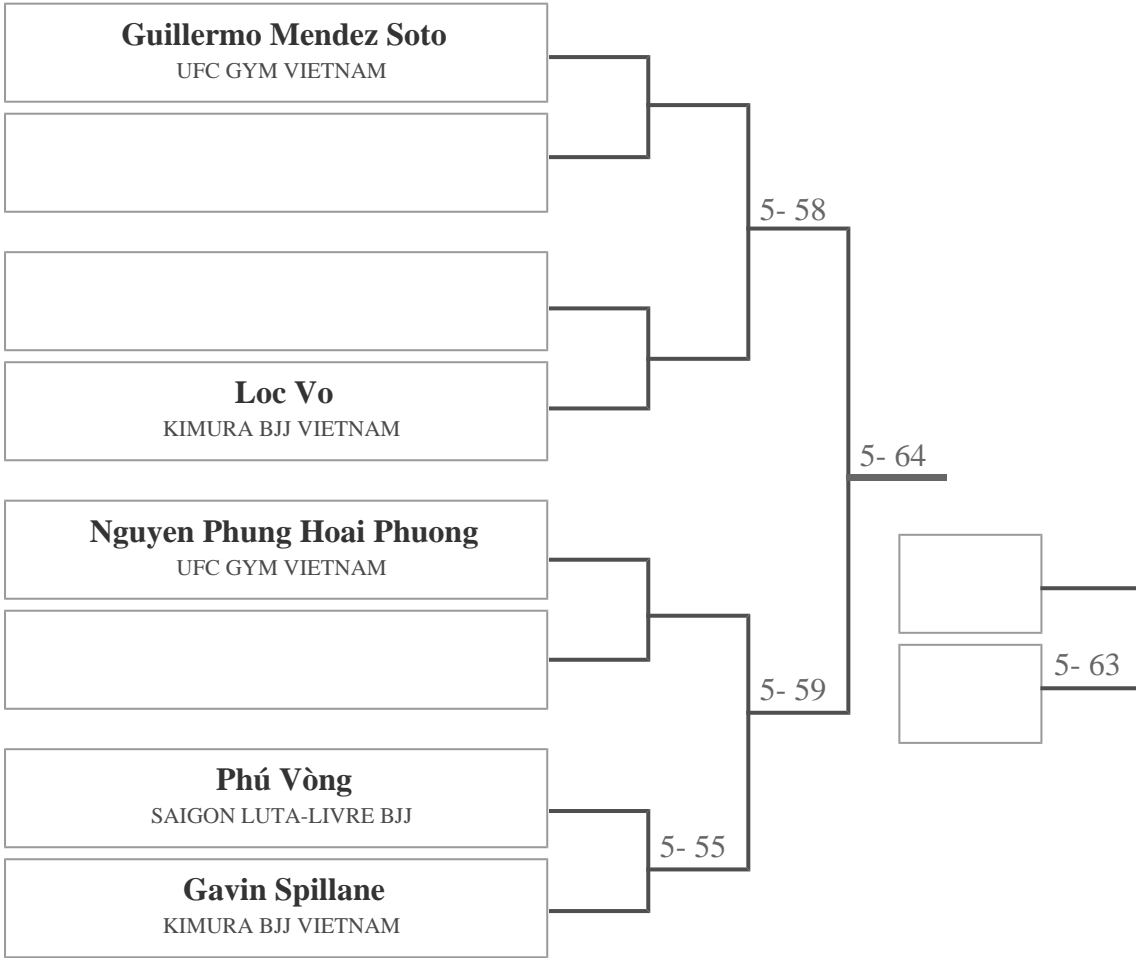 Guillermo Mendez Soto
UFC GYM VIETNAM
5- 58
Loc Vo
KIMURA BJJ VIETNAM
5- 64
Nguyen Phung Hoai Phuong
UFC GYM VIETNAM
5- 63
5- 59
Phú Vòng
SAIGON LUTA-LIVRE BJJ
5- 55
Gavin Spillane
KIMURA BJJ VIETNAM